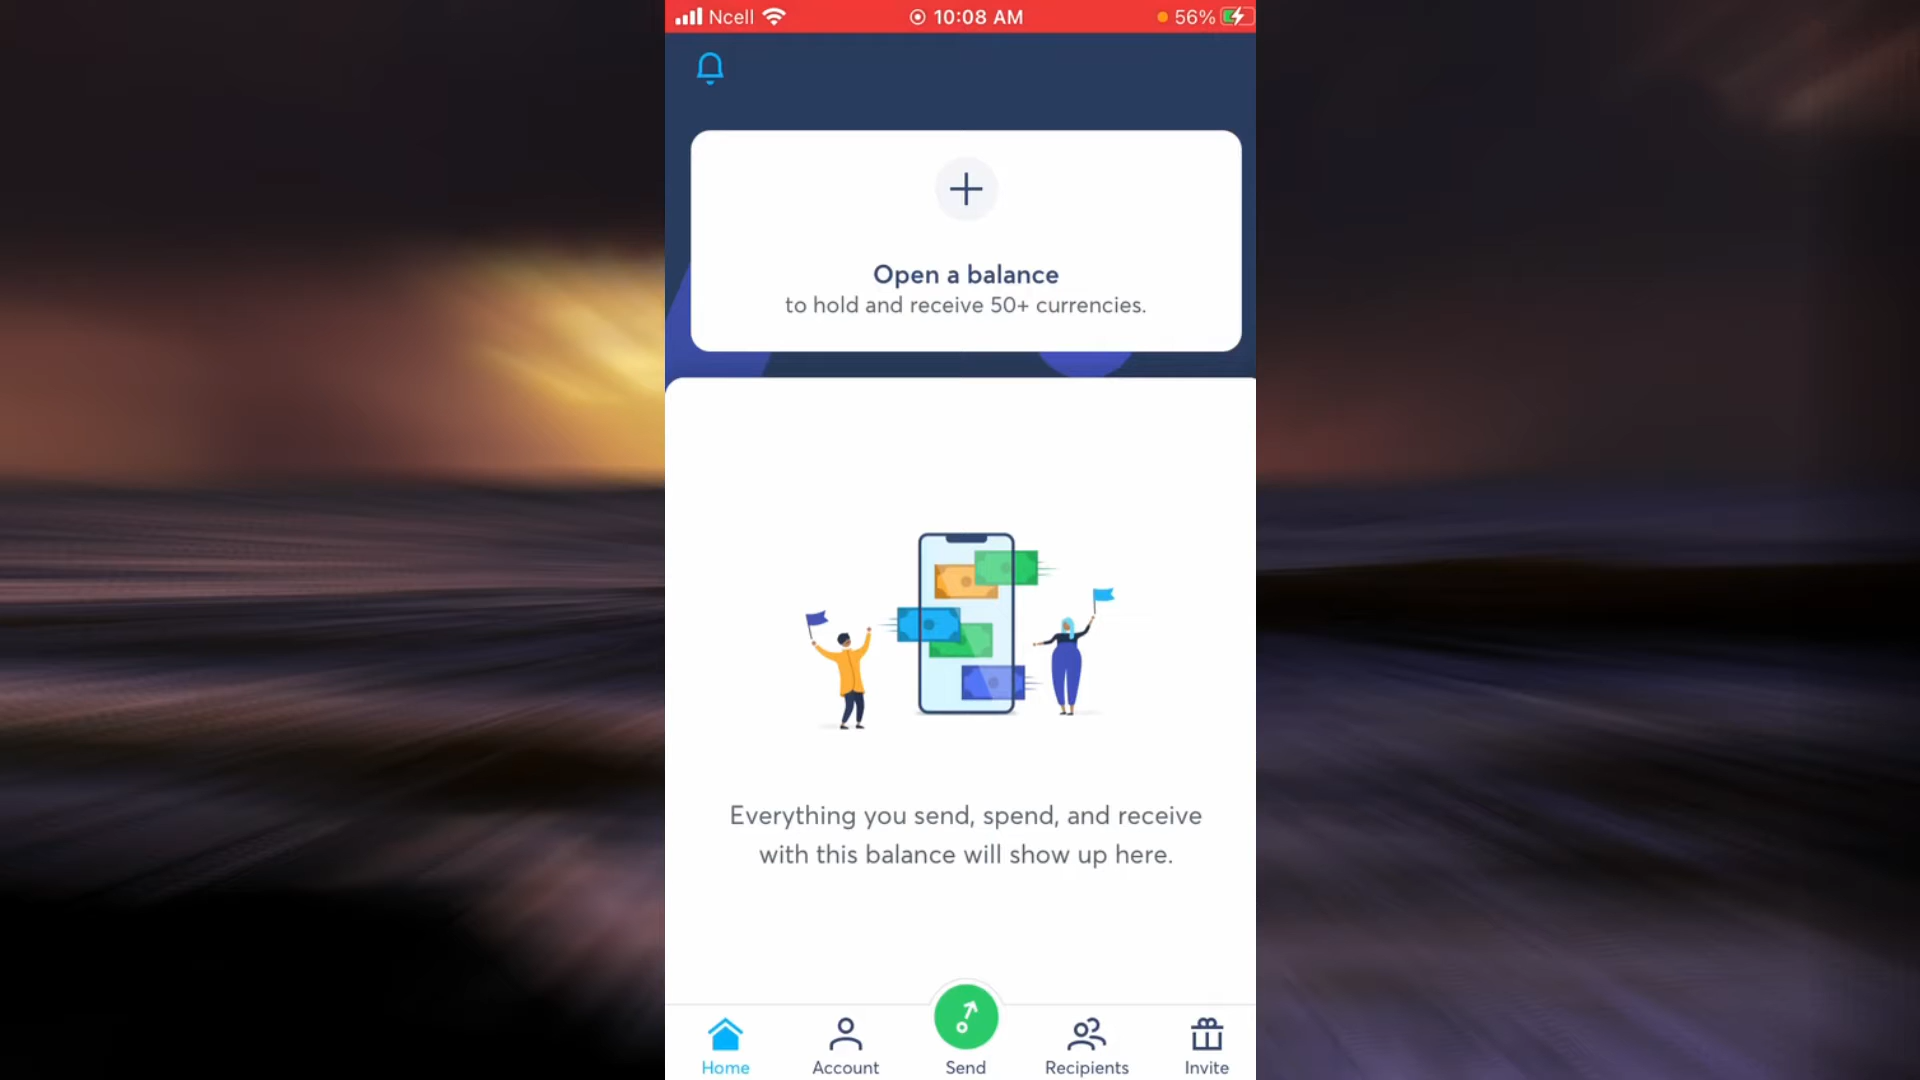 Ncell
10:08 AM
56%
Open a balance
to hold and receive 50+ currencies.
Everything you send, spend, and receive
with this balance will show up here.
Home
Account
Send
Recipients
Invite